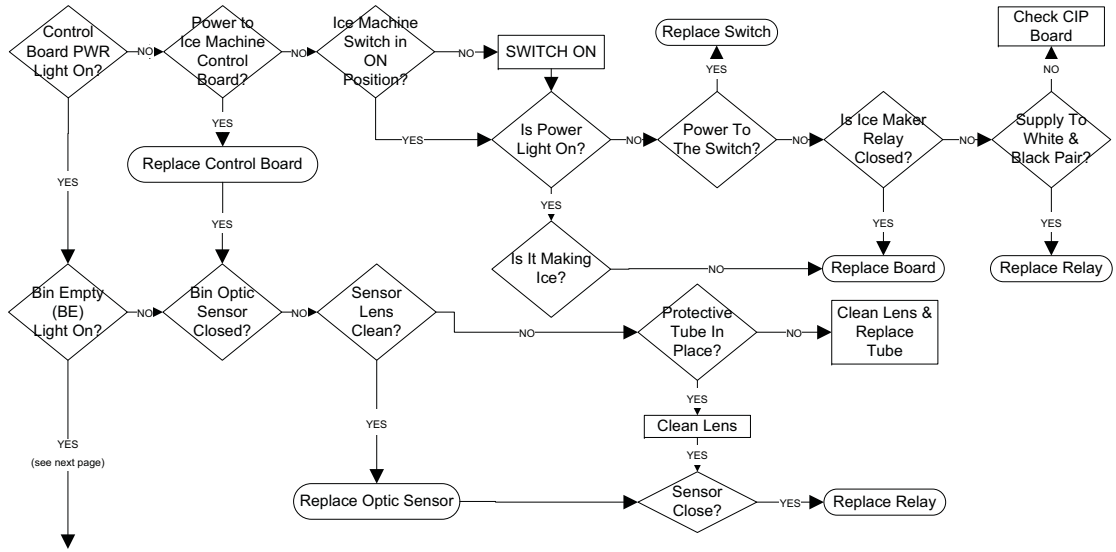 Control
Board PWR
Light On?
NO
Power to
Ice Machine
Control
Board?
NO
Ice Machine
Switch in
ON
Position?
NO
SWITCH ON
Replace Switch
YES
Check CIP
Board
NO
YES
YES
Is Power
Light On?
NO
Power To
The Switch?
NO
Is Ice Maker
Relay
Closed?
NO
Supply To
White &
Black Pair?
Replace Control Board
YES
YES
YES
YES
YES
Is It Making
Ice?
NO
Replace Board
Replace Relay
Bin Empty
(BE)
Light On?
NO
Bin Optic
Sensor
Closed?
NO
Sensor
Lens
Clean?
NO
Protective
Tube In
Place?
NO
Clean Lens &
Replace
Tube
YES
Clean Lens
YES
YES
YES
(see next page)
Replace Optic Sensor
Sensor
Close?
YES
Replace Relay